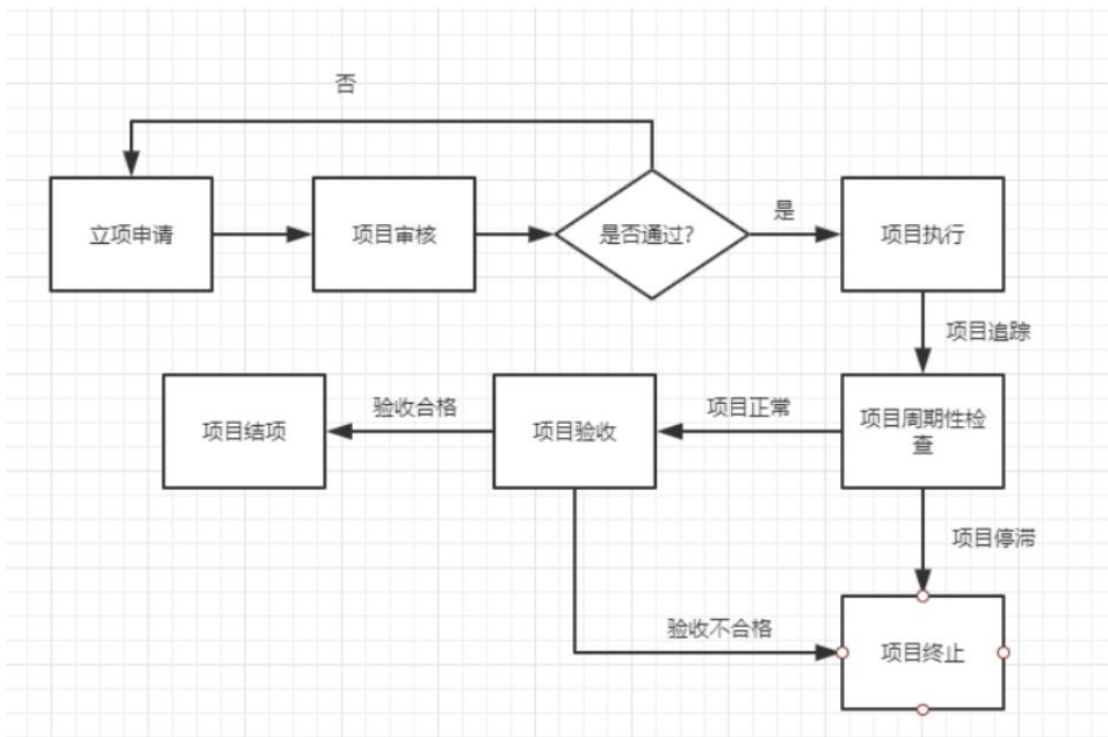 否
立项申请
项目审核
是否通过?
是
项目执行
项目追踪
项目结项
验收合格
项目验收
项目正常
项目周期性检
查
项目停滞
验收不合格
项目终止